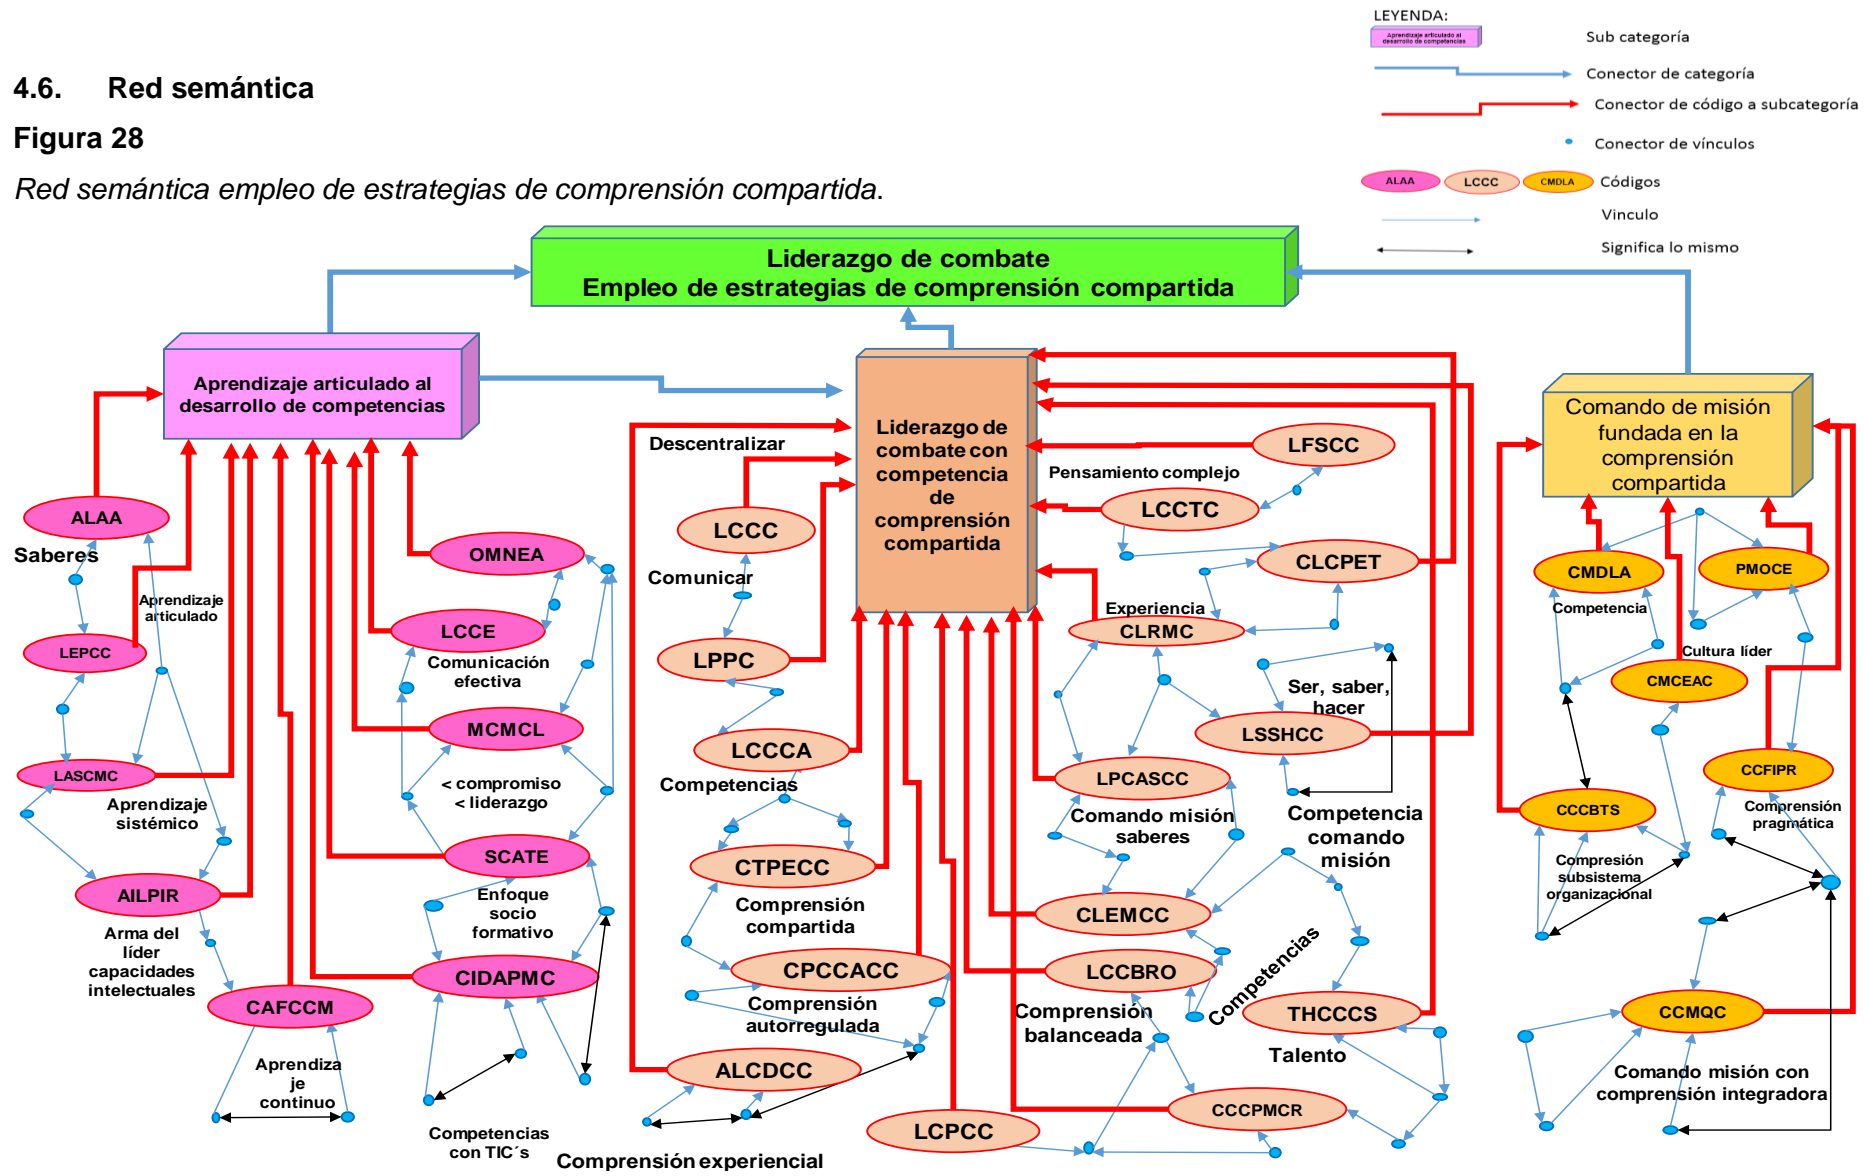 LEYENDA:
Aprendizaje articulado al
desarrollo de competencias
Sub categoría
Conector de categoría
Conector de código a subcategoría
Conector de vínculos
ALAA
LCCC
CMDLA
Códigos
Vinculo
Significa lo mismo
4.6. Red semántica
Figura 28
Red semántica empleo de estrategias de comprensión compartida.
Liderazgo de combate
Empleo de estrategias de comprensión compartida
Aprendizaje articulado al
desarrollo de competencias
Liderazgo de
combate con
competencia
de
comprensión
compartida
Comando de misión
fundada en la
comprensión
compartida
ALAA
Saberes
Aprendizaje
articulado
LEPCC
LASCMC
Aprendizaje
sistémico
AILPIR
Arma del
líder
capacidades
intelectuales
CAFCCM
Aprendiza
je
continuo
OMNEA
LCCE
Comunicación
efectiva
MCMCL
< compromiso
< liderazgo
SCATE
Enfoque
socio
formativo
CIDAPMC
Competencias
con TIC´s
Descentralizar
LCCC
Comunicar
LPPC
LCCCA
Competencias
CTPECC
Comprensión
compartida
CPCCACC
Comprensión
autorregulada
ALCDCC
Comprensión experiencial
LCPCC
LFSCC
Pensamiento complejo
LCCTC
CLCPET
Experiencia
CLRMC
Ser, saber,
hacer
LSSHCC
LPCASCC
Comando misión
saberes
Competencia
comando
misión
CLEMCC
LCCBRO
Competencias
Comprensión
balanceada
THCCCS
Talento
CCCPMCR
CMDLA
Competencia
PMOCE
Cultura líder
CMCEAC
CCFIPR
Comprensión
pragmática
CCCBTS
Compresión
subsistema
organizacional
CCMQC
Comando misión con
comprensión integradora